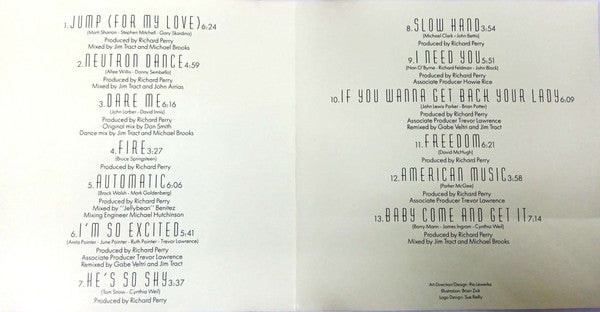 1. JUMP (FOR MY LOVE) 6:24
(Marti Sharon - Stephen Mitchell - Gary Skardina)
Produced by Richard Perry
Mixed by Jim Tract and Michael Brooks
2. NEUTRON DANCE 4:59
(Allee Willis - Danny Sembello)
Produced by Richard Perry
Mixed by Jim Tract and John Arrias
3. DARE ME 6:16
(John Lorber - David Innis)
Produced by Richard Perry
Original mix by Don Smith
Dance mix by Jim Tract and Michael Brooks
4. FIRE 3:27
(Bruce Springsteen)
Produced by Richard Perry
5. AUTOMATIC 6:06
(Brock Walsh - Mark Goldenberg)
Produced by Richard Perry
Mixed by "Jellybean" Benitez
Mixing Engineer Michael Hutchinson
6. I'M SO EXCITED 5:41
(Anita Pointer - June Pointer - Ruth Pointer - Trevor Lawrence)
Produced by Richard Perry
Associate Producer Trevor Lawrence
Remixed by Gabe Veltri and Jim Tract
7. HE'S SO SHY 3:37
(Tom Snow - Cynthia Weil)
Produced by Richard Perry
8. SLOW HAND 3:54
(Michael Clark - John Bettis)
Produced by Richard Perry
9. I NEED YOU 5:51
(Nan O'Byrne - Richard Feldman - John Black)
Produced by Richard Perry
Associate Producer Howie Rice
10. IF YOU WANNA GET BACK YOUR LADY 6:09
(John Lewis Parker - Brian Potter)
Produced by Richard Perry
Associate Producer Trevor Lawrence
Remixed by Gabe Veltri and Jim Tract
11. FREEDOM 6:21
(David McHugh)
Produced by Richard Perry
12. AMERICAN MUSIC 3:58
(Parker McGee)
Produced by Richard Perry
Associate Producer Trevor Lawrence
13. BABY COME AND GET IT 7:14
(Barry Mann - James Ingram - Cynthia Weil)
Produced by Richard Perry
Mixed by Jim Tract and Michael Brooks
Art Direction/Design: Ria Lewerke
Illustration: Brian Zick
Logo Design: Sue Reilly